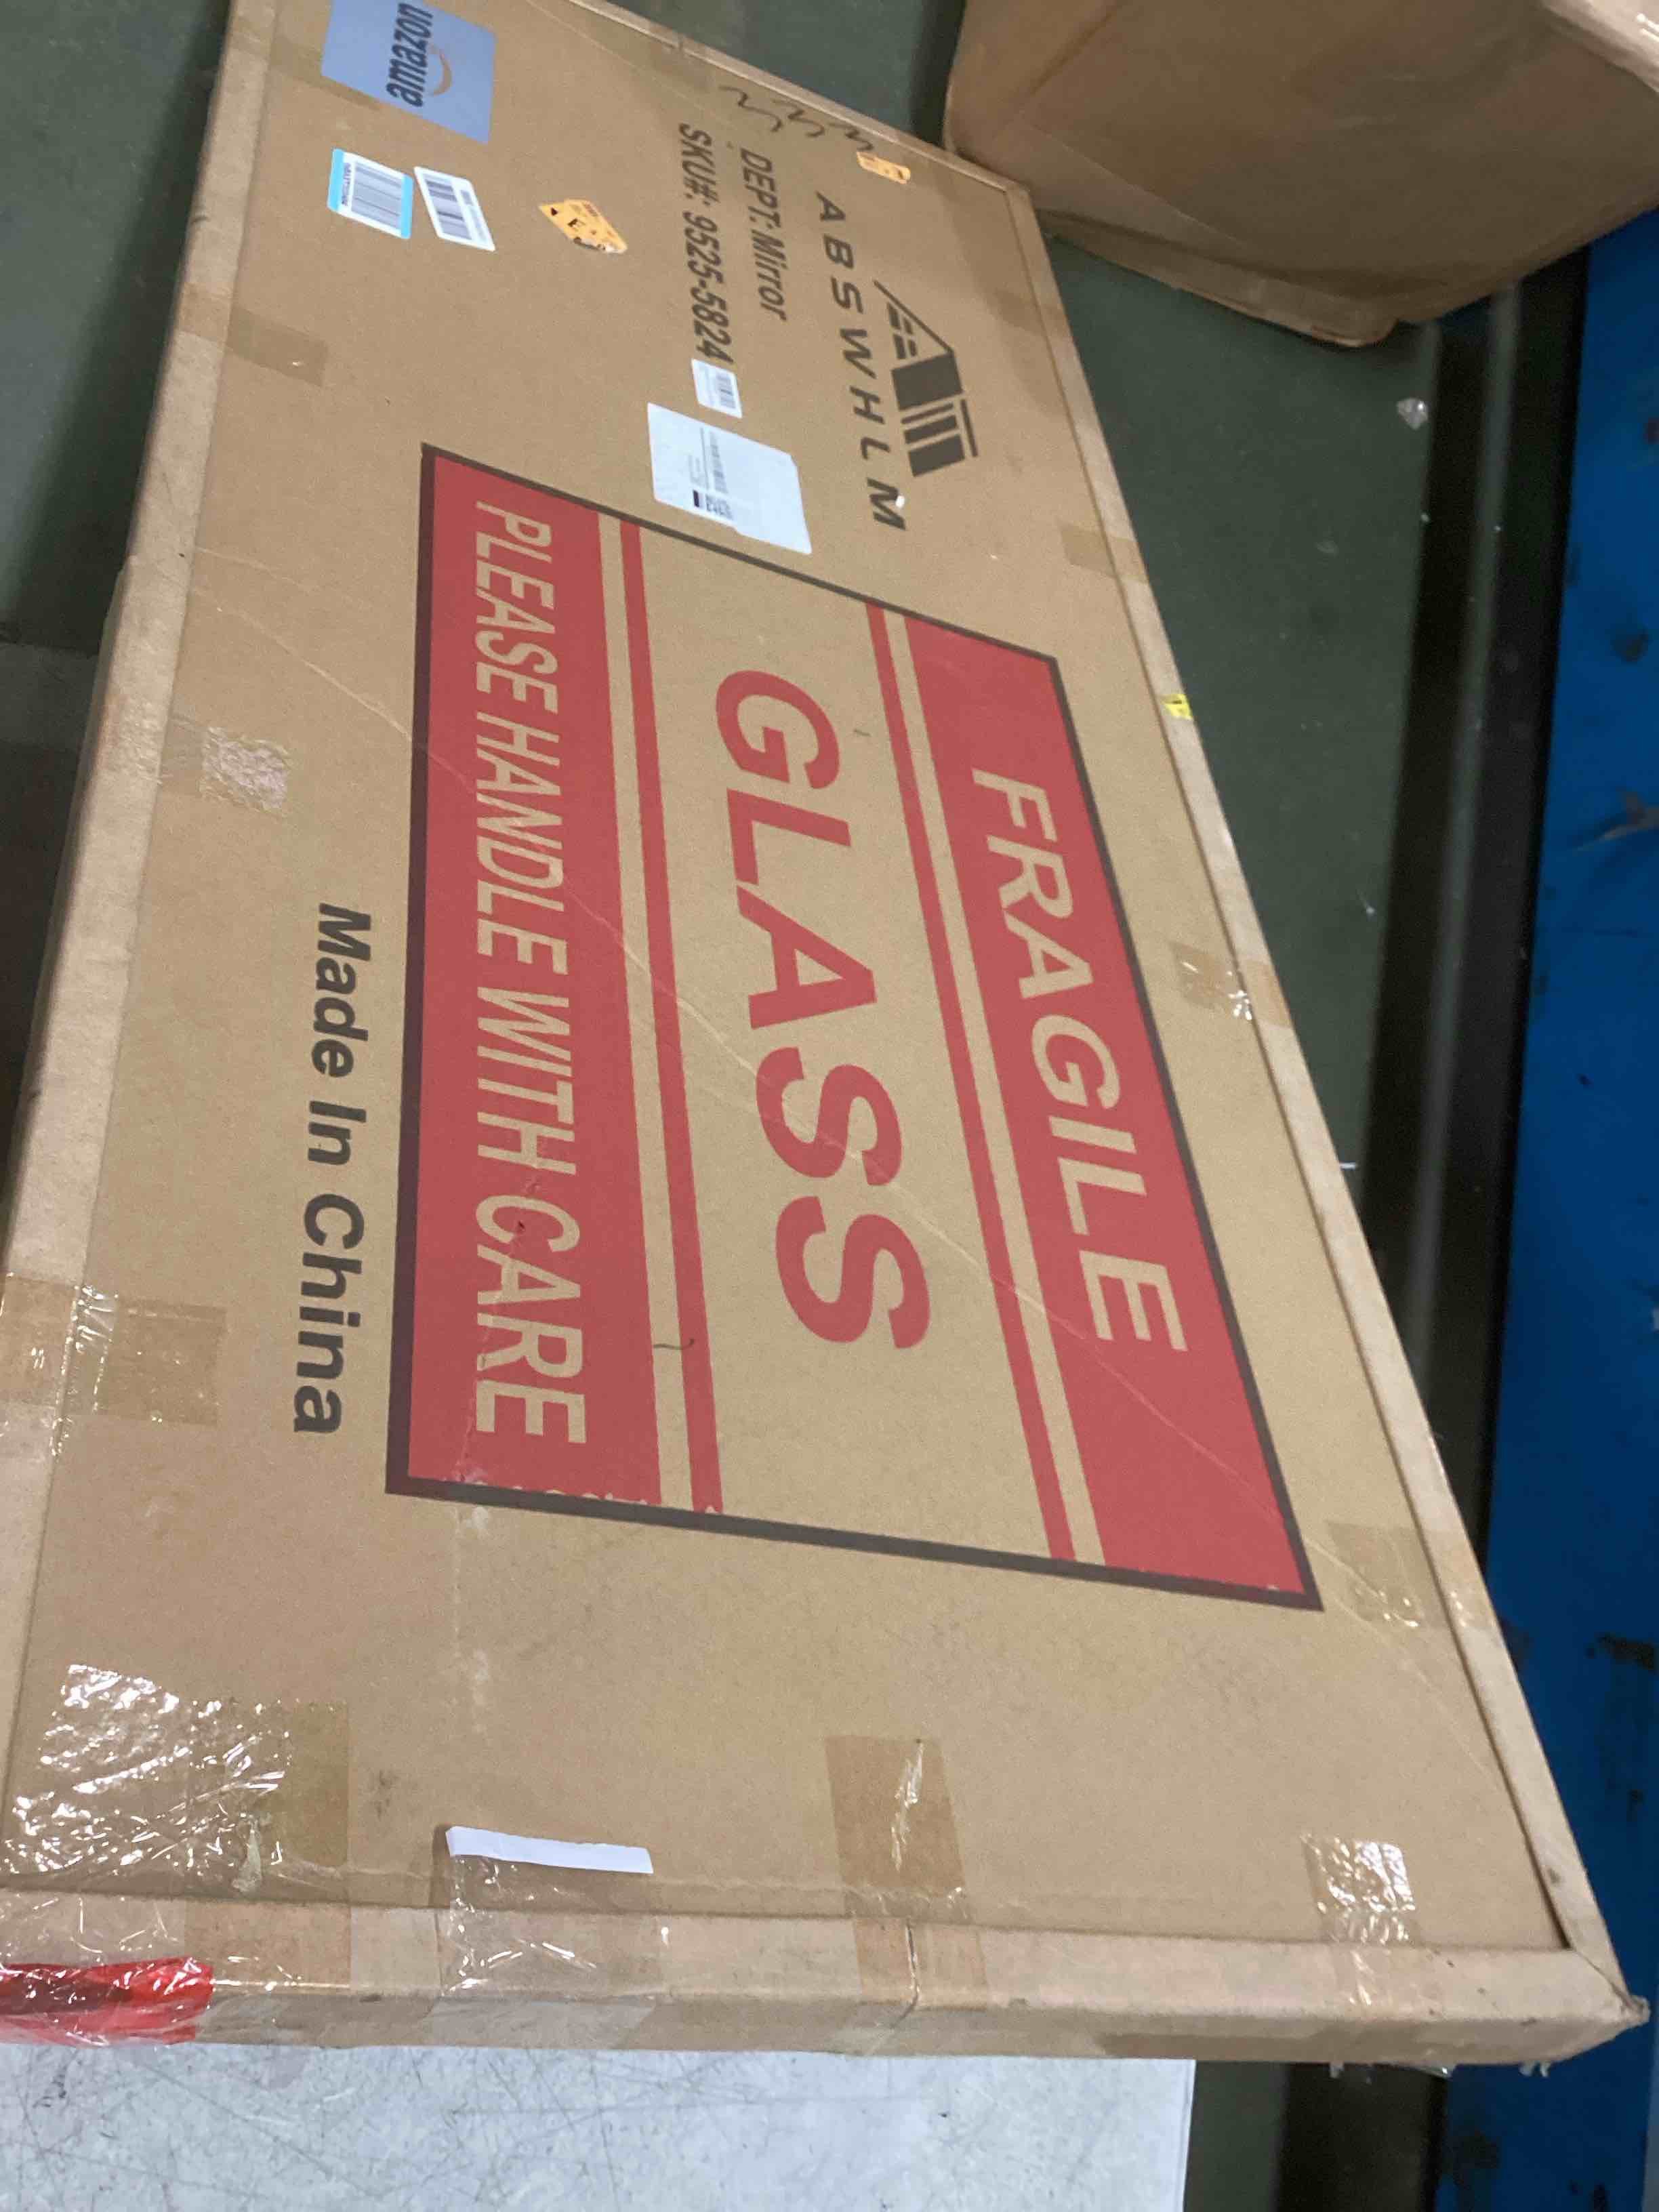 amazon
ABSWHLM
DEPT: Mirror
SKU#: 9525-5824
FRAGILE
GLASS
PLEASE HANDLE WITH CARE
Made In China